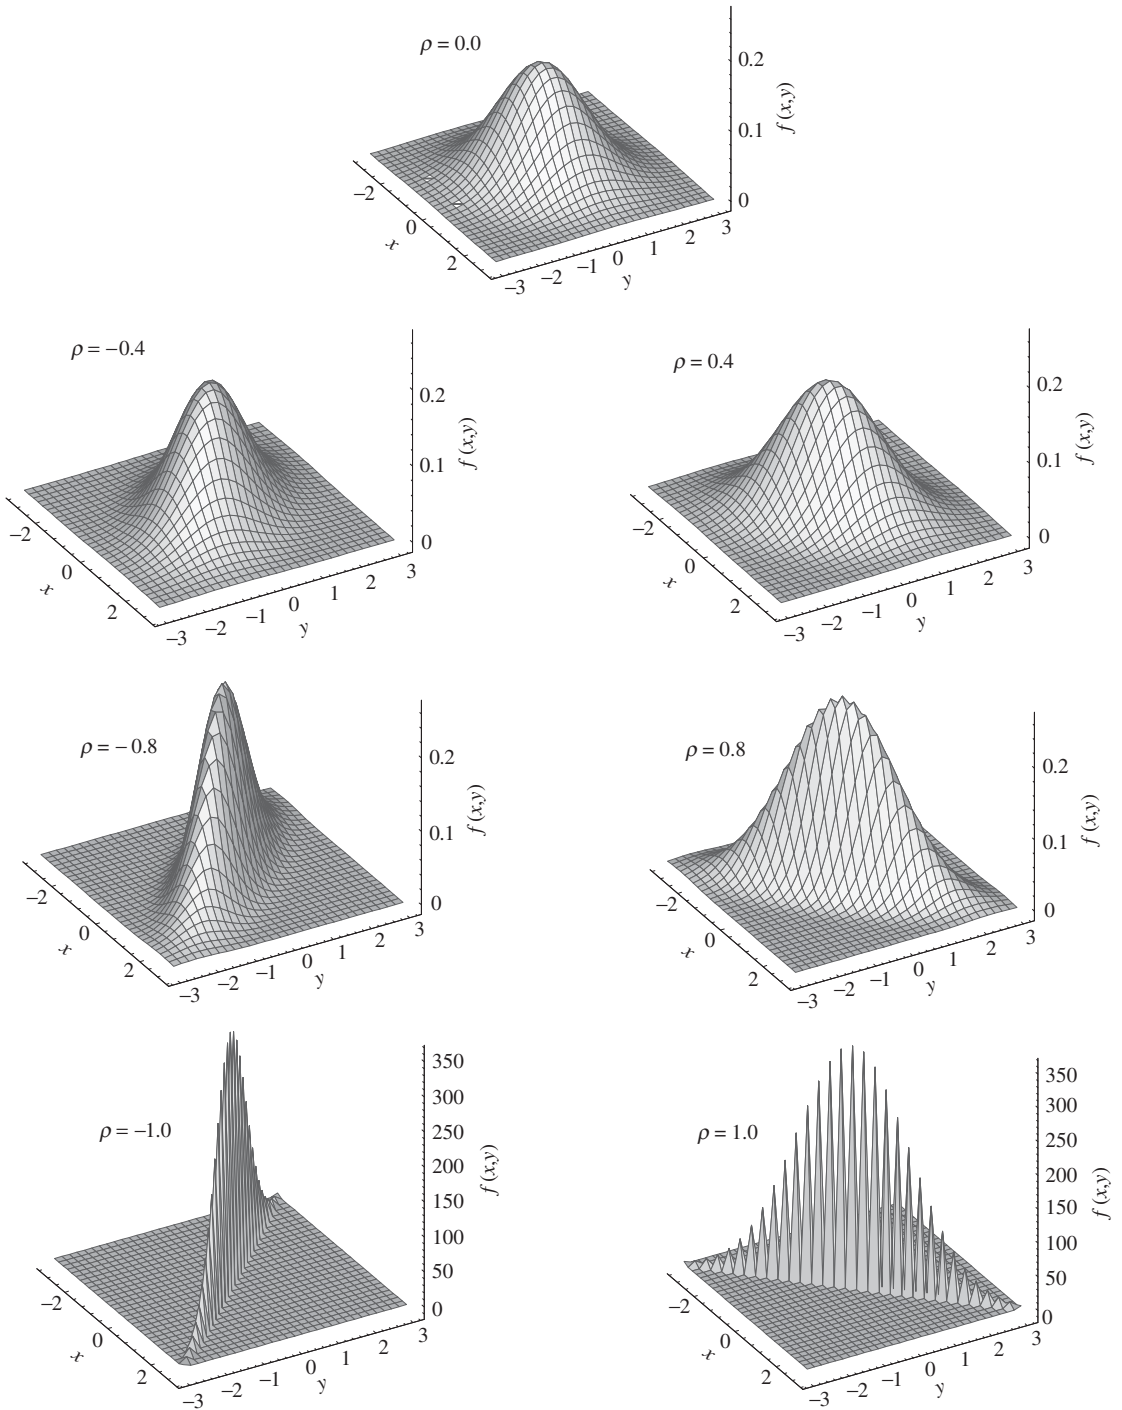 ρ = 0.0
0.2
0.1
0
f (x,y)
−2
0
2
x
−3 −2 −1 0 1 2 3
y
ρ = −0.4
0.2
0.1
0
f (x,y)
−2
0
2
x
−3 −2 −1 0 1 2 3
y
ρ = 0.4
0.2
0.1
0
f (x,y)
−2
0
2
x
−3 −2 −1 0 1 2 3
y
ρ = − 0.8
0.2
0.1
0
f (x,y)
−2
0
2
x
−3 −2 −1 0 1 2 3
y
ρ = 0.8
0.2
0.1
0
f (x,y)
−2
0
2
x
−3 −2 −1 0 1 2 3
y
ρ = −1.0
350
300
250
200
150
100
50
0
f (x,y)
−2
0
2
x
−3 −2 −1 0 1 2 3
y
ρ = 1.0
350
300
250
200
150
100
50
0
f (x,y)
−2
0
2
x
−3 −2 −1 0 1 2 3
y